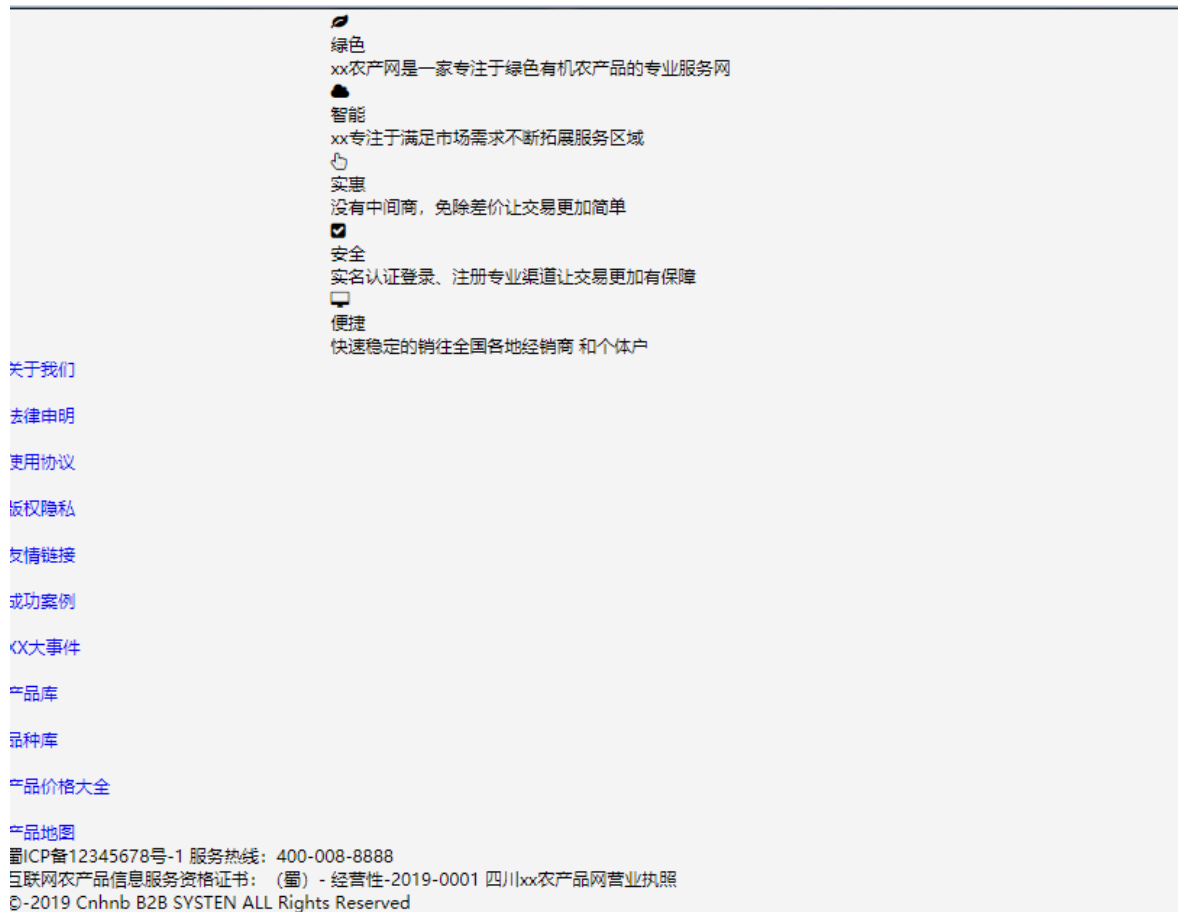 绿色
xx农产网是一家专注于绿色有机农产品的专业服务网
智能
xx专注于满足市场需求不断拓展服务区域
实惠
没有中间商，免除差价让交易更加简单
安全
实名认证登录、注册专业渠道让交易更加有保障
便捷
快速稳定的销往全国各地经销商 和个体户
关于我们
法律申明
使用协议
版权隐私
友情链接
成功案例
XX大事件
产品库
品种库
产品价格大全
产品地图
蜀ICP备12345678号-1 服务热线：400-008-8888
互联网农产品信息服务资格证书：（蜀）- 经营性-2019-0001 四川xx农产品网营业执照
©-2019 Cnhnb B2B SYSTEN ALL Rights Reserved